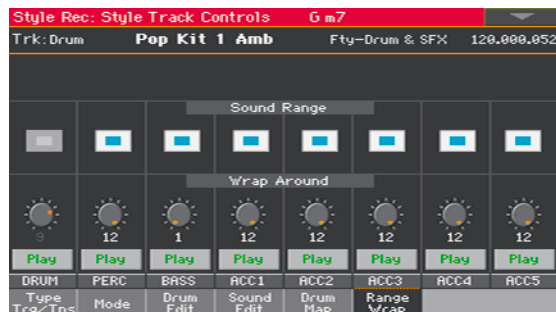 Style Rec: Style Track Controls G m7
Trk: Drum Pop Kit 1 Amb Fty-Drum & SFX 120.000.052
Sound Range
Wrap Around
9 12 1 12 12 12 12 12
Play Play Play Play Play Play Play Play
DRUM PERC BASS ACC1 ACC2 ACC3 ACC4 ACC5
Type Mode Drum Sound Drum Range
Trg/Tns Edit Edit Map Wrap